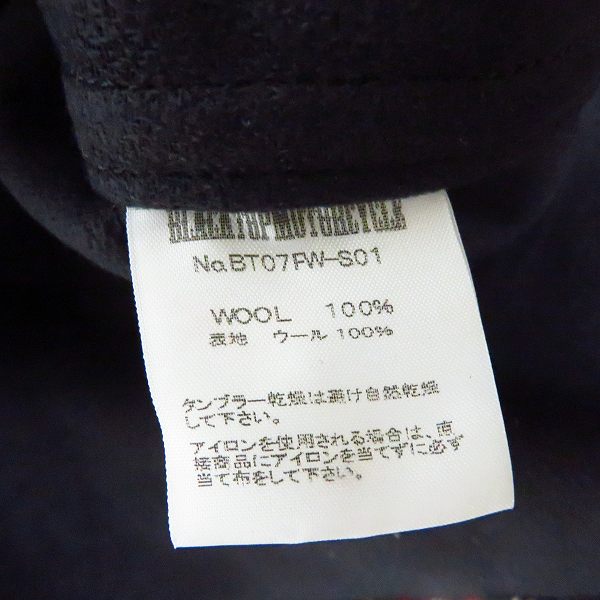 BLACKTOP MOTORCYCLE
No.BT07FW-S01
WOOL 100%
表地 ウール 100%
タンブラー乾燥は避け自然乾燥
して下さい。
アイロンを使用される場合は、直
接商品にアイロンを当てずに必ず
当て布をして下さい。